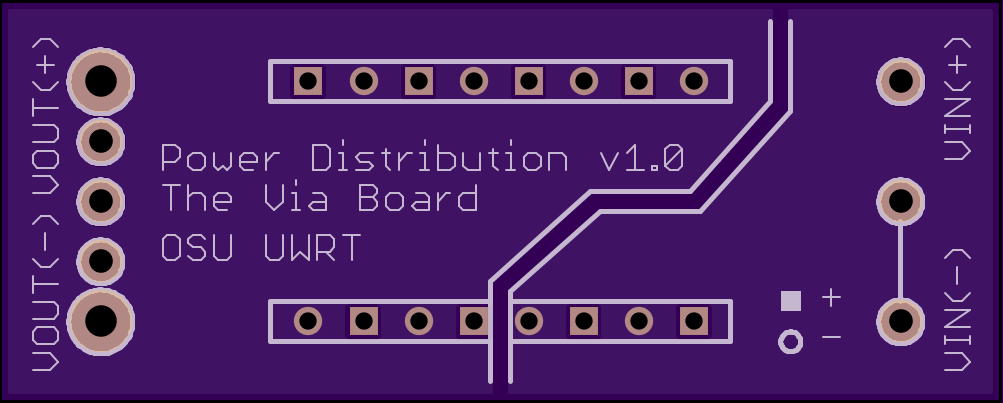 VOUT(+)
VOUT(-)
Power Distribution v1.0
The Via Board
OSU UWRT
VIN(+)
VIN(-)
+
-